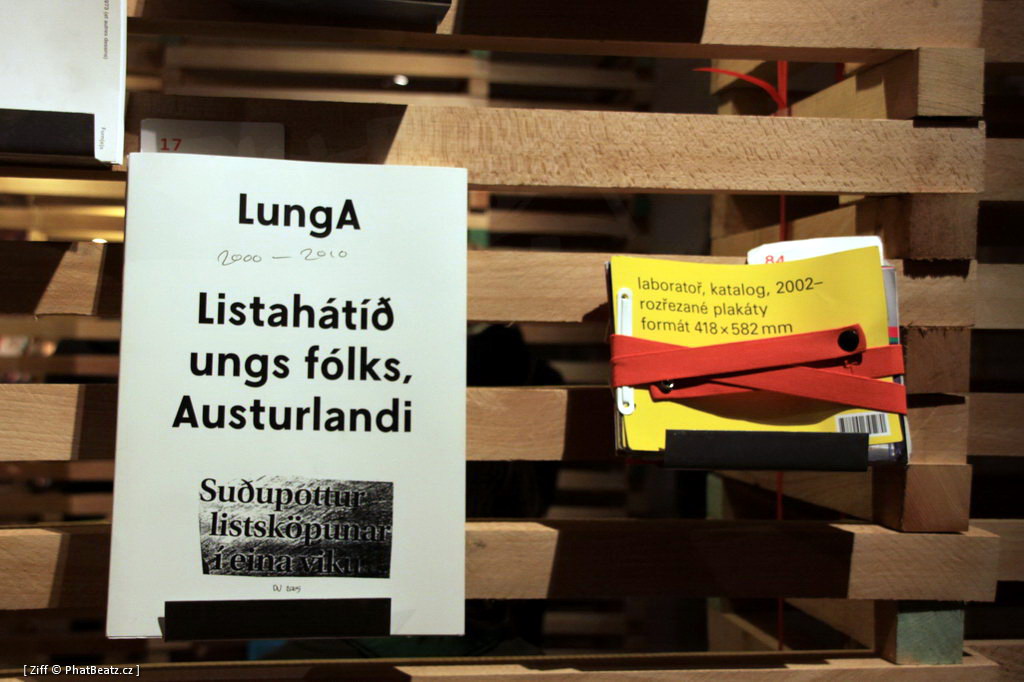 17
LungA
2000 – 2010
Listahátíð
ungs fólks,
Austurlandi
Suðupottur
listsköpunar
í eina viku
84
laboratoř, katalog, 2002–
rozřezané plakáty
formát 418 × 582 mm
[ Ziff © PhatBeatz.cz ]